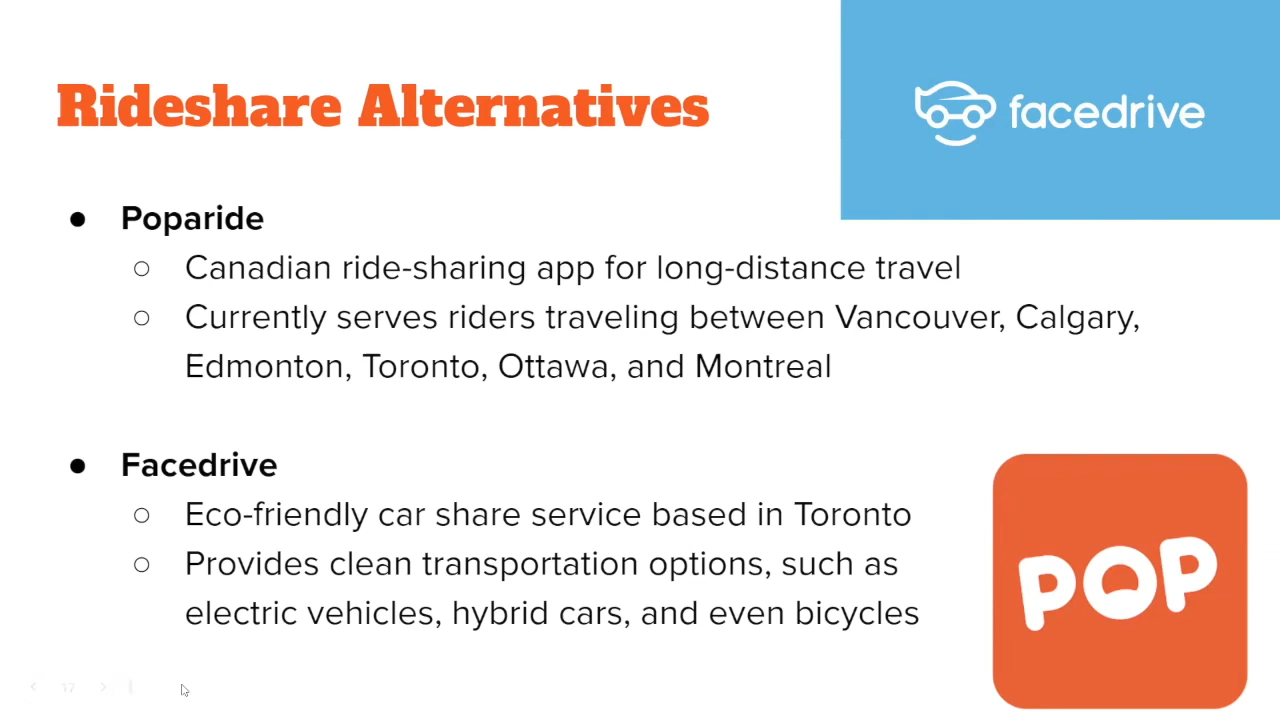 Rideshare Alternatives
facedrive
● Poparide
○ Canadian ride-sharing app for long-distance travel
○ Currently serves riders traveling between Vancouver, Calgary,
Edmonton, Toronto, Ottawa, and Montreal
● Facedrive
○ Eco-friendly car share service based in Toronto
○ Provides clean transportation options, such as
electric vehicles, hybrid cars, and even bicycles
POP
17